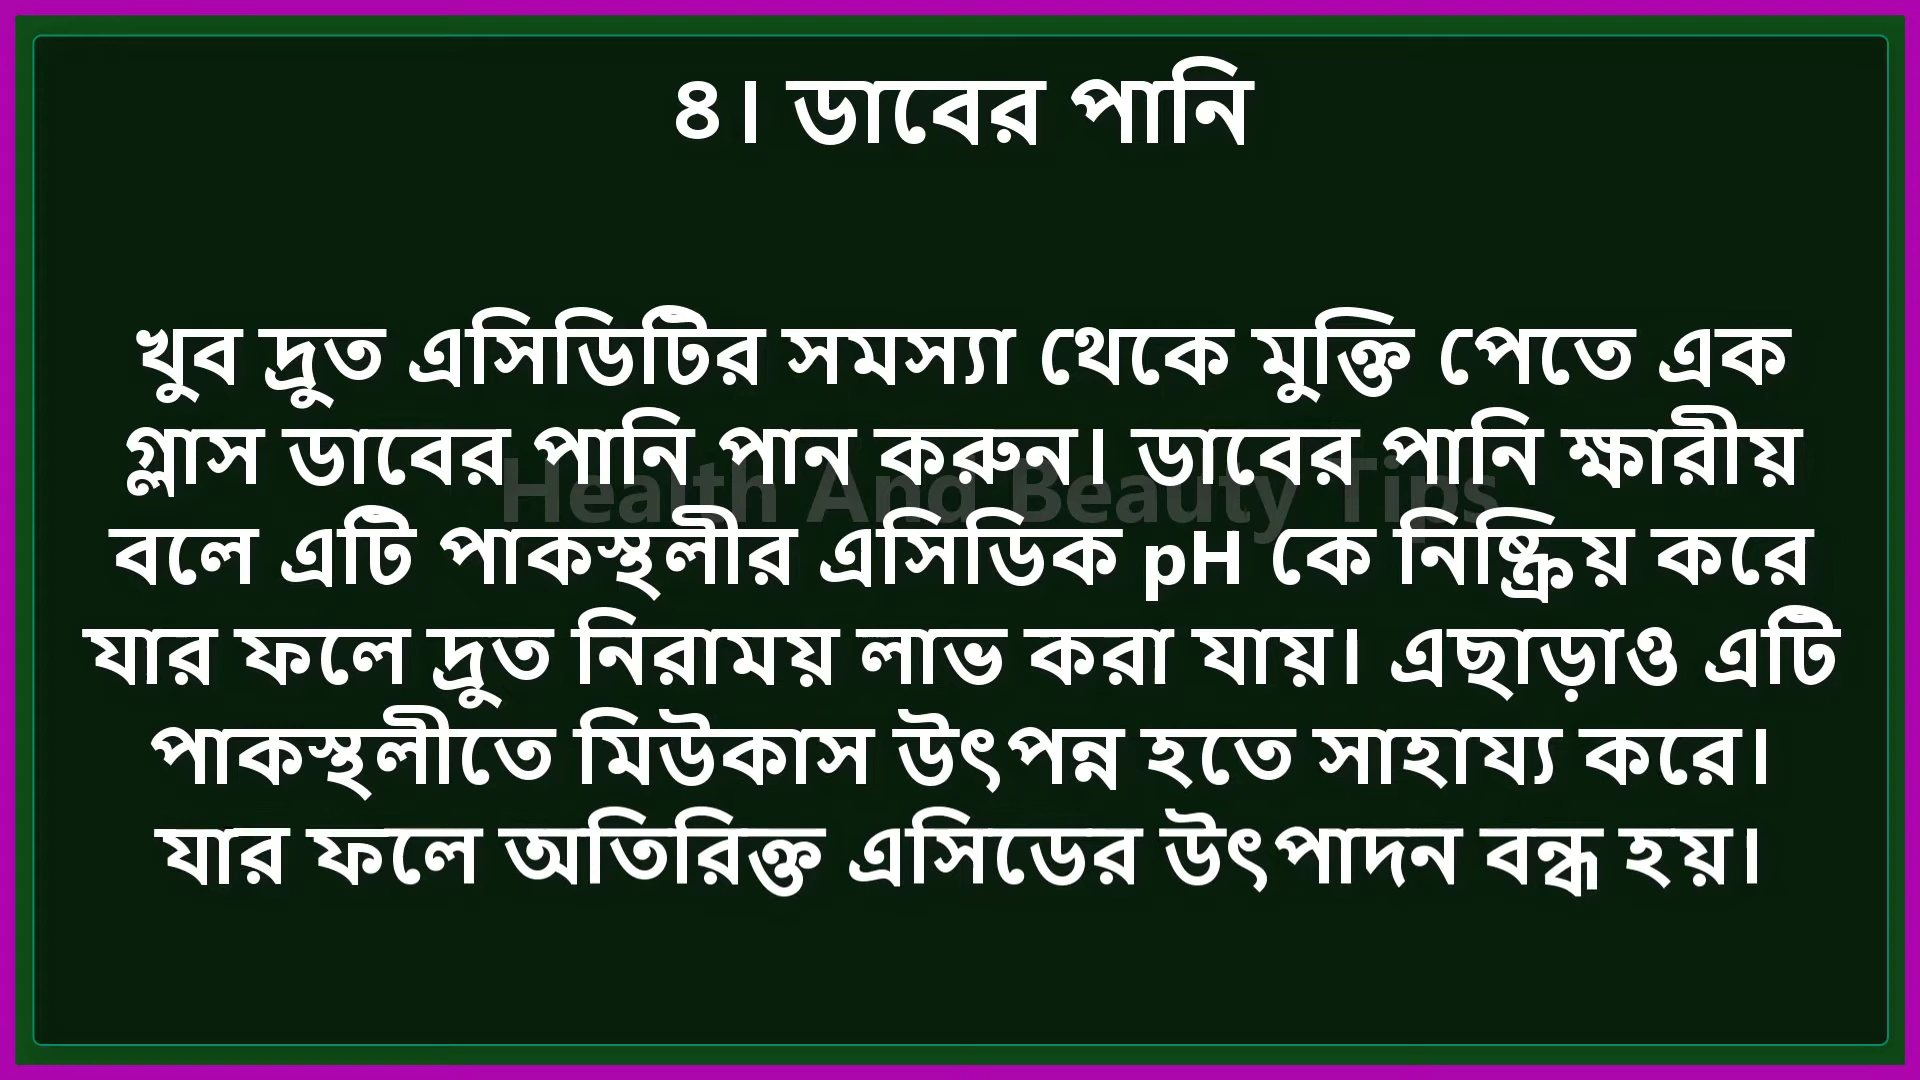 ৪। ডাবের পানি
খুব দ্রুত এসিডিটির সমস্যা থেকে মুক্তি পেতে এক
গ্লাস ডাবের পানি পান করুন। ডাবের পানি ক্ষারীয়
Health And Beauty Tips
বলে এটি পাকস্থলীর এসিডিক pH কে নিষ্ক্রিয় করে
যার ফলে দ্রুত নিরাময় লাভ করা যায়। এছাড়াও এটি
পাকস্থলীতে মিউকাস উৎপন্ন হতে সাহায্য করে।
যার ফলে অতিরিক্ত এসিডের উৎপাদন বন্ধ হয়।